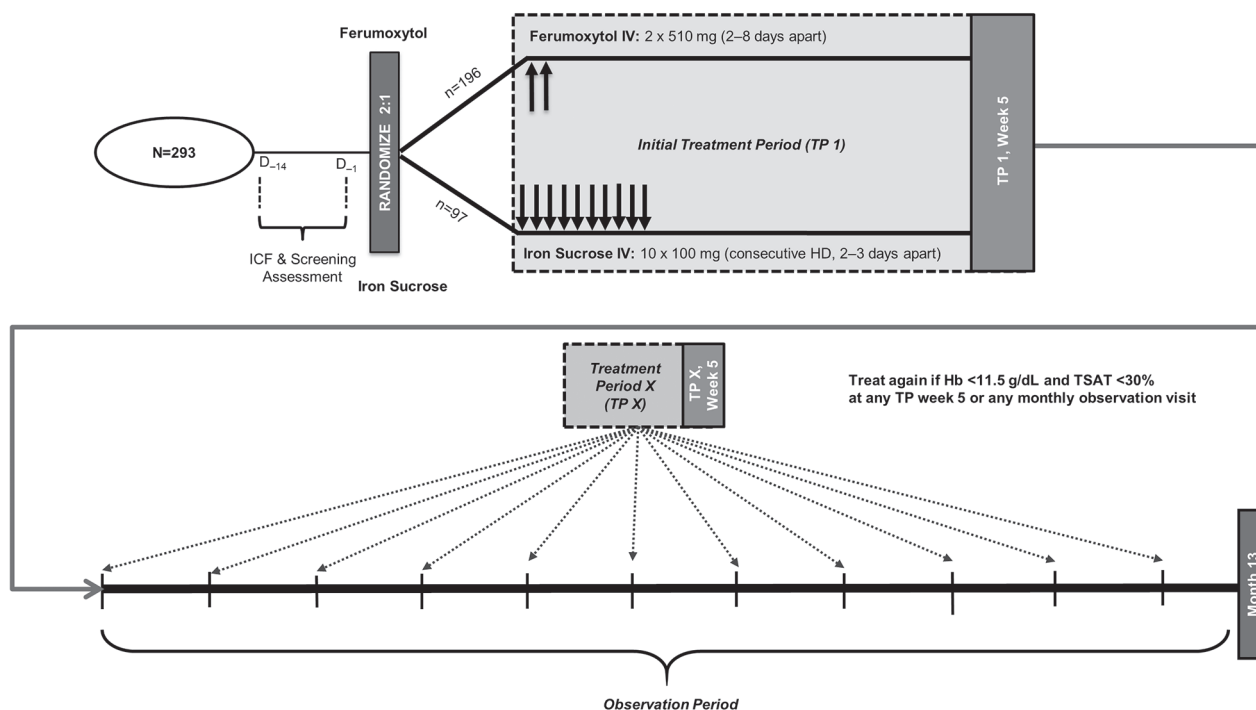 Ferumoxytol
Ferumoxytol IV: 2 x 510 mg (2–8 days apart)
n=196
N=293
D–14
D–1
RANDOMIZE 2:1
Initial Treatment Period (TP 1)
TP 1, Week 5
n=97
ICF & Screening
Assessment
Iron Sucrose
Iron Sucrose IV: 10 x 100 mg (consecutive HD, 2–3 days apart)
Treatment
Period X
(TP X)
TP X,
Week 5
Treat again if Hb <11.5 g/dL and TSAT <30%
at any TP week 5 or any monthly observation visit
Month 13
Observation Period